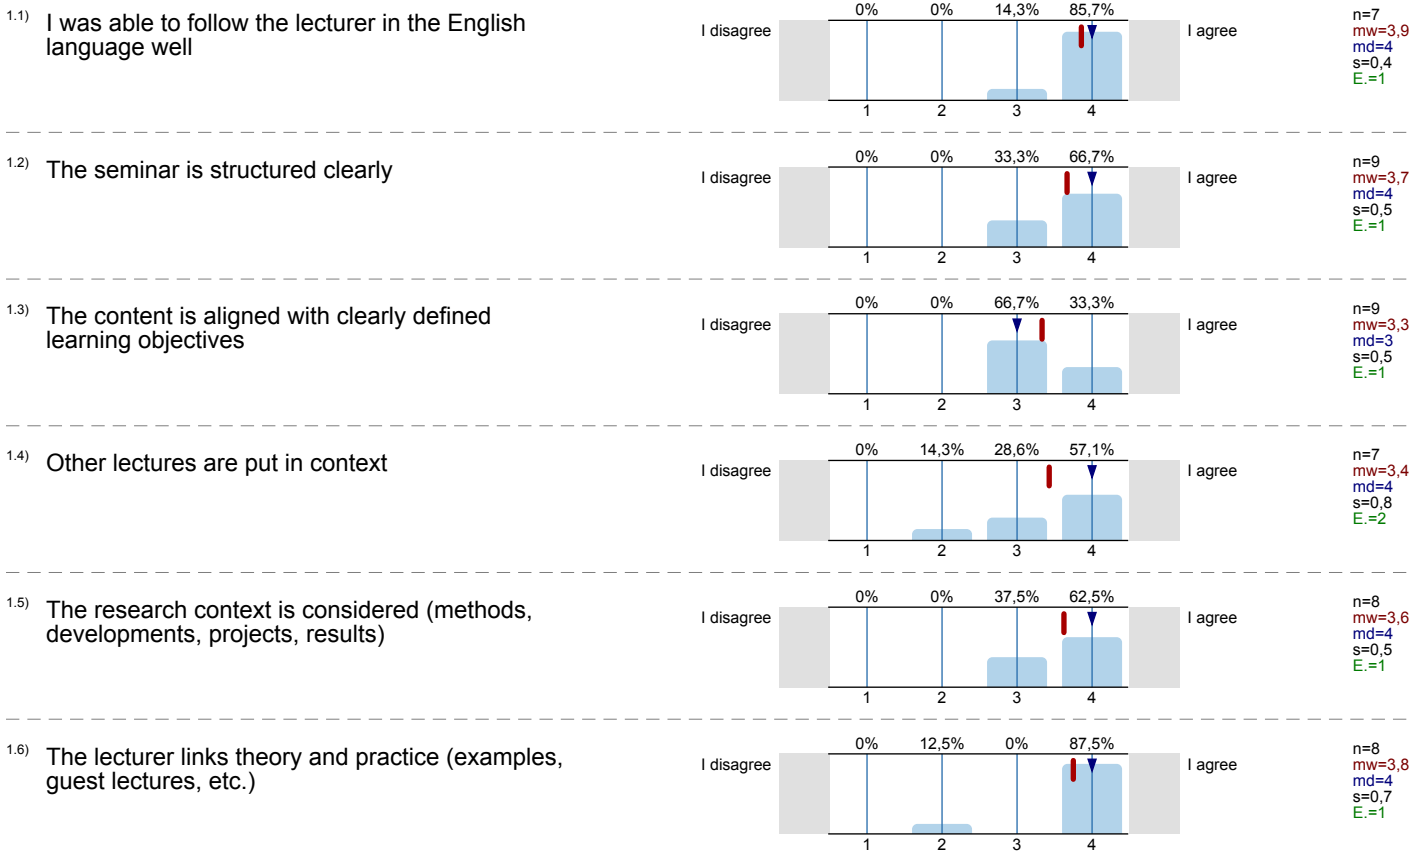 1.1) I was able to follow the lecturer in the English
language well
0% 0% 14,3% 85,7%
I disagree I agree
1 2 3 4
n=7
mw=3,9
md=4
s=0,4
E.=1
1.2) The seminar is structured clearly
0% 0% 33,3% 66,7%
I disagree I agree
1 2 3 4
n=9
mw=3,7
md=4
s=0,5
E.=1
1.3) The content is aligned with clearly defined
learning objectives
0% 0% 66,7% 33,3%
I disagree I agree
1 2 3 4
n=9
mw=3,3
md=3
s=0,5
E.=1
1.4) Other lectures are put in context
0% 14,3% 28,6% 57,1%
I disagree I agree
1 2 3 4
n=7
mw=3,4
md=4
s=0,8
E.=2
1.5) The research context is considered (methods,
developments, projects, results)
0% 0% 37,5% 62,5%
I disagree I agree
1 2 3 4
n=8
mw=3,6
md=4
s=0,5
E.=1
1.6) The lecturer links theory and practice (examples,
guest lectures, etc.)
0% 12,5% 0% 87,5%
I disagree I agree
1 2 3 4
n=8
mw=3,8
md=4
s=0,7
E.=1